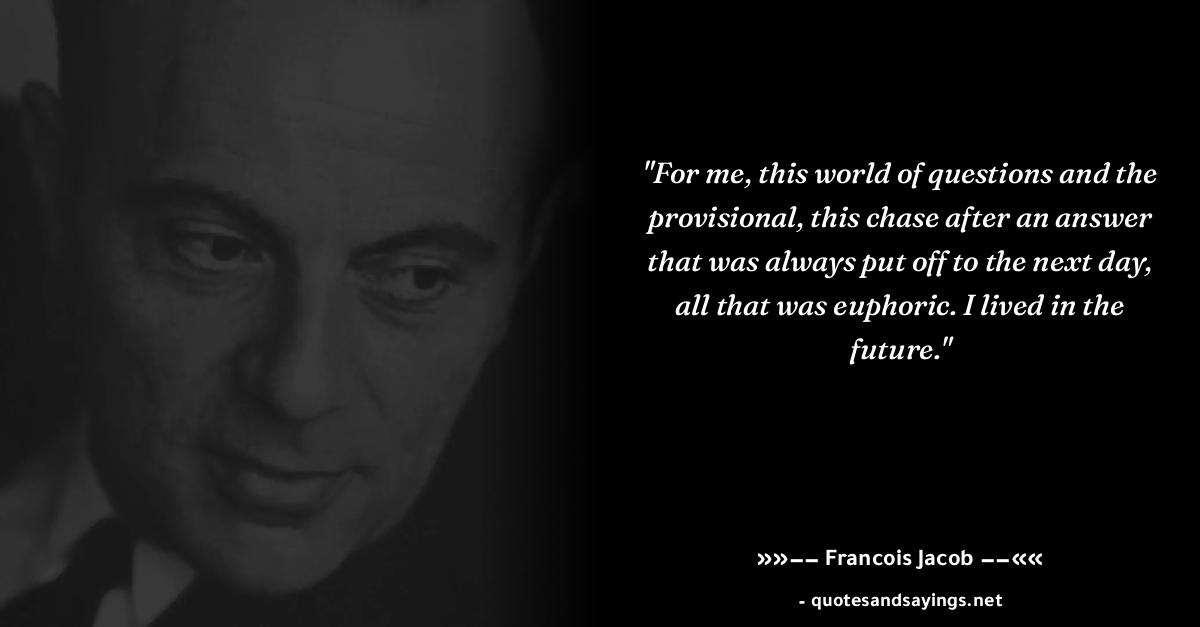 "For me, this world of questions and the
provisional, this chase after an answer
that was always put off to the next day,
all that was euphoric. I lived in the
future."
»»−− Francois Jacob −−««
- quotesandsayings.net